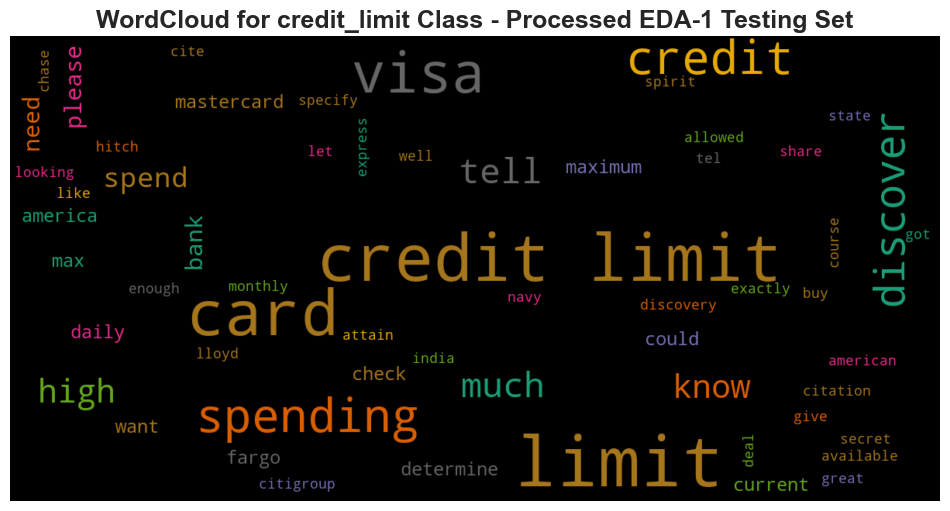 WordCloud for credit_limit Class - Processed EDA-1 Testing Set
cite
visa
credit
chase
please
spirit
need
mastercard
specify
state
discover
hitch
let
express
well
allowed
share
looking
spend
tell
maximum
tel
like
america
bank
credit limit
course
got
max
enough
monthly
card
navy
discovery
exactly
buy
daily
attain
could
lloyd
india
check
american
high
much
know
citation
want
spending
give
fargo
determine
limit
deal
secret
available
citigroup
current
great